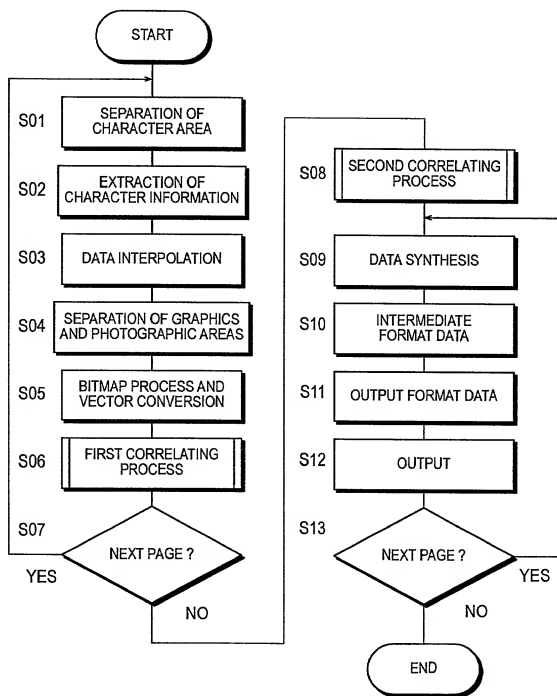 START
S01
SEPARATION OF
CHARACTER AREA
S02
EXTRACTION OF
CHARACTER INFORMATION
S03
DATA INTERPOLATION
S04
SEPARATION OF GRAPHICS
AND PHOTOGRAPHIC AREAS
S05
BITMAP PROCESS AND
VECTOR CONVERSION
S06
FIRST CORRELATING
PROCESS
S07
NEXT PAGE ?
YES
NO
S08
SECOND CORRELATING
PROCESS
S09
DATA SYNTHESIS
S10
INTERMEDIATE
FORMAT DATA
S11
OUTPUT FORMAT DATA
S12
OUTPUT
S13
NEXT PAGE ?
YES
NO
END